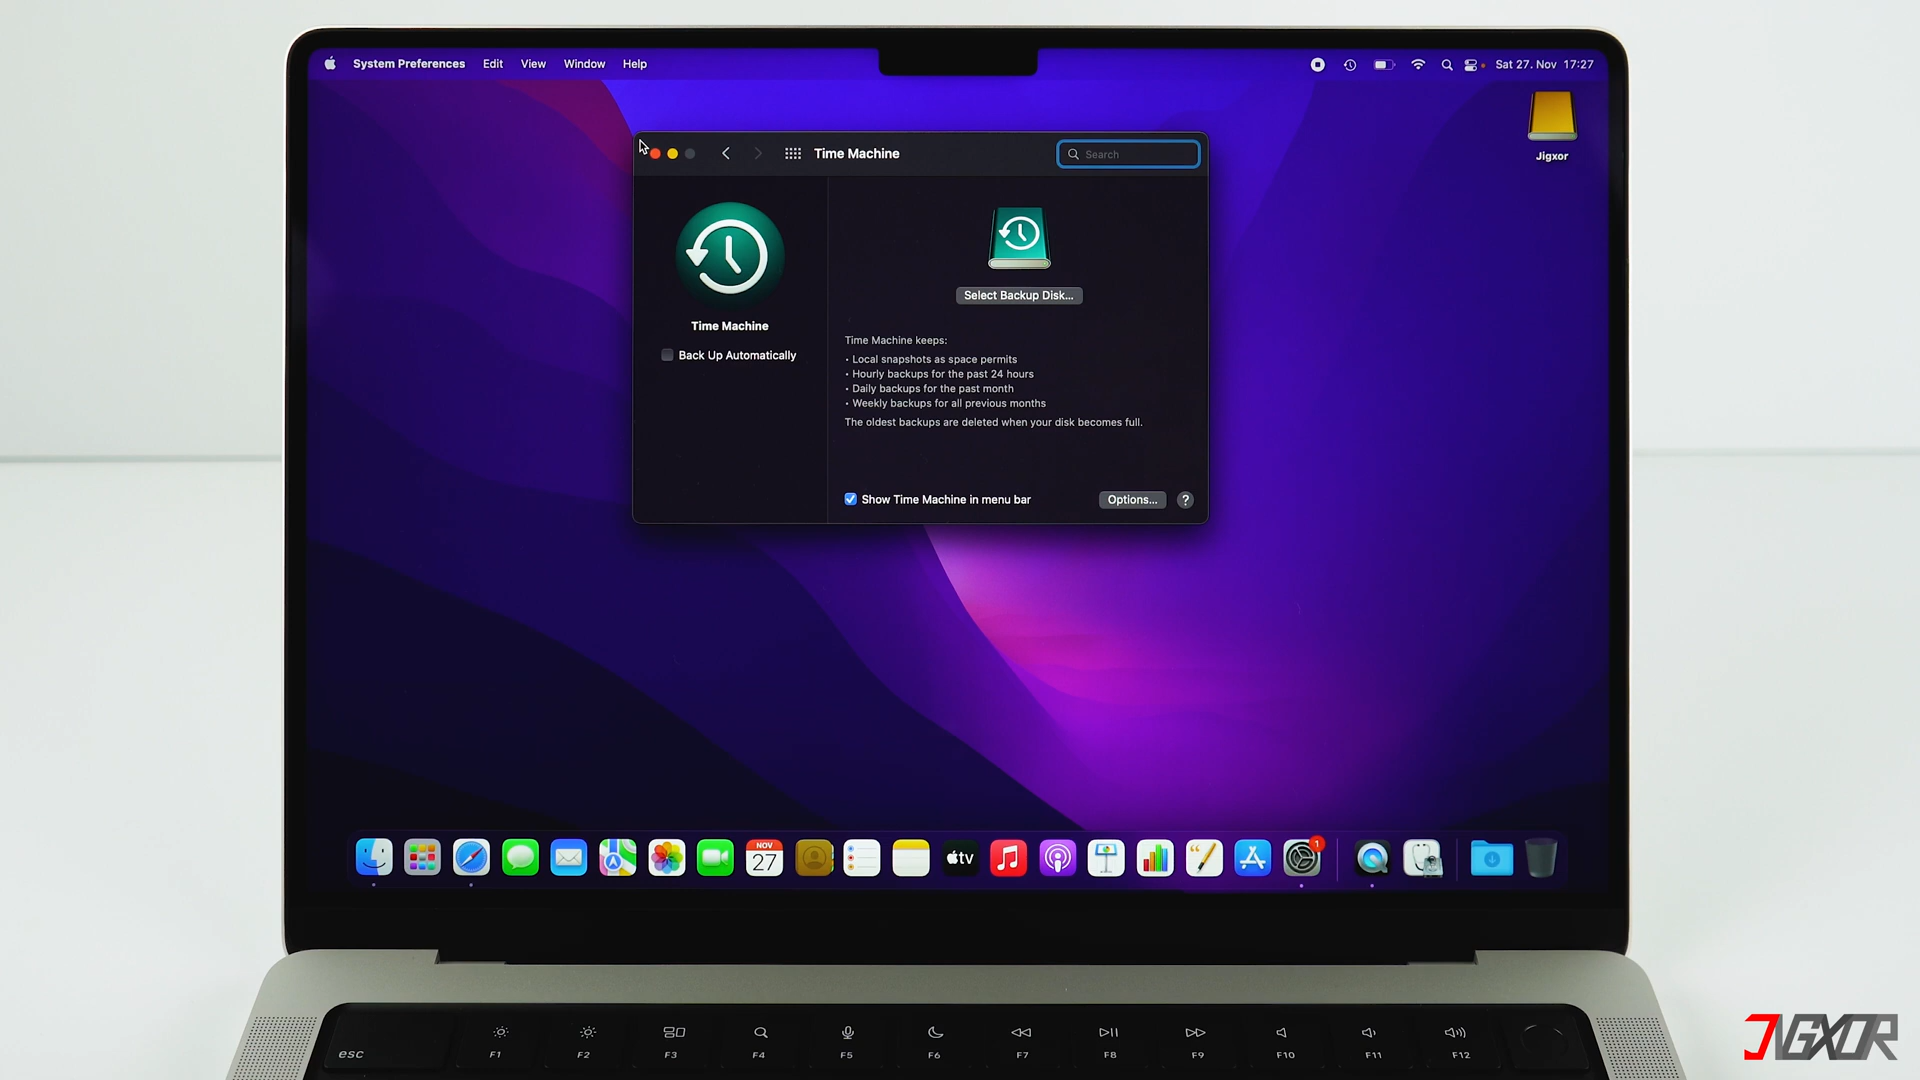 System Preferences Edit View Window Help
Sat 27. Nov 17:27
Jigxor
Time Machine
Search
Time Machine
Back Up Automatically
Select Backup Disk...
Time Machine keeps:
• Local snapshots as space permits
• Hourly backups for the past 24 hours
• Daily backups for the past month
• Weekly backups for all previous months
The oldest backups are deleted when your disk becomes full.
Show Time Machine in menu bar
Options...
?
NOV
27
tv
1
esc
F1 F2 F3 F4 F5 F6 F7 F8 F9 F10 F11 F12
JIGXOR